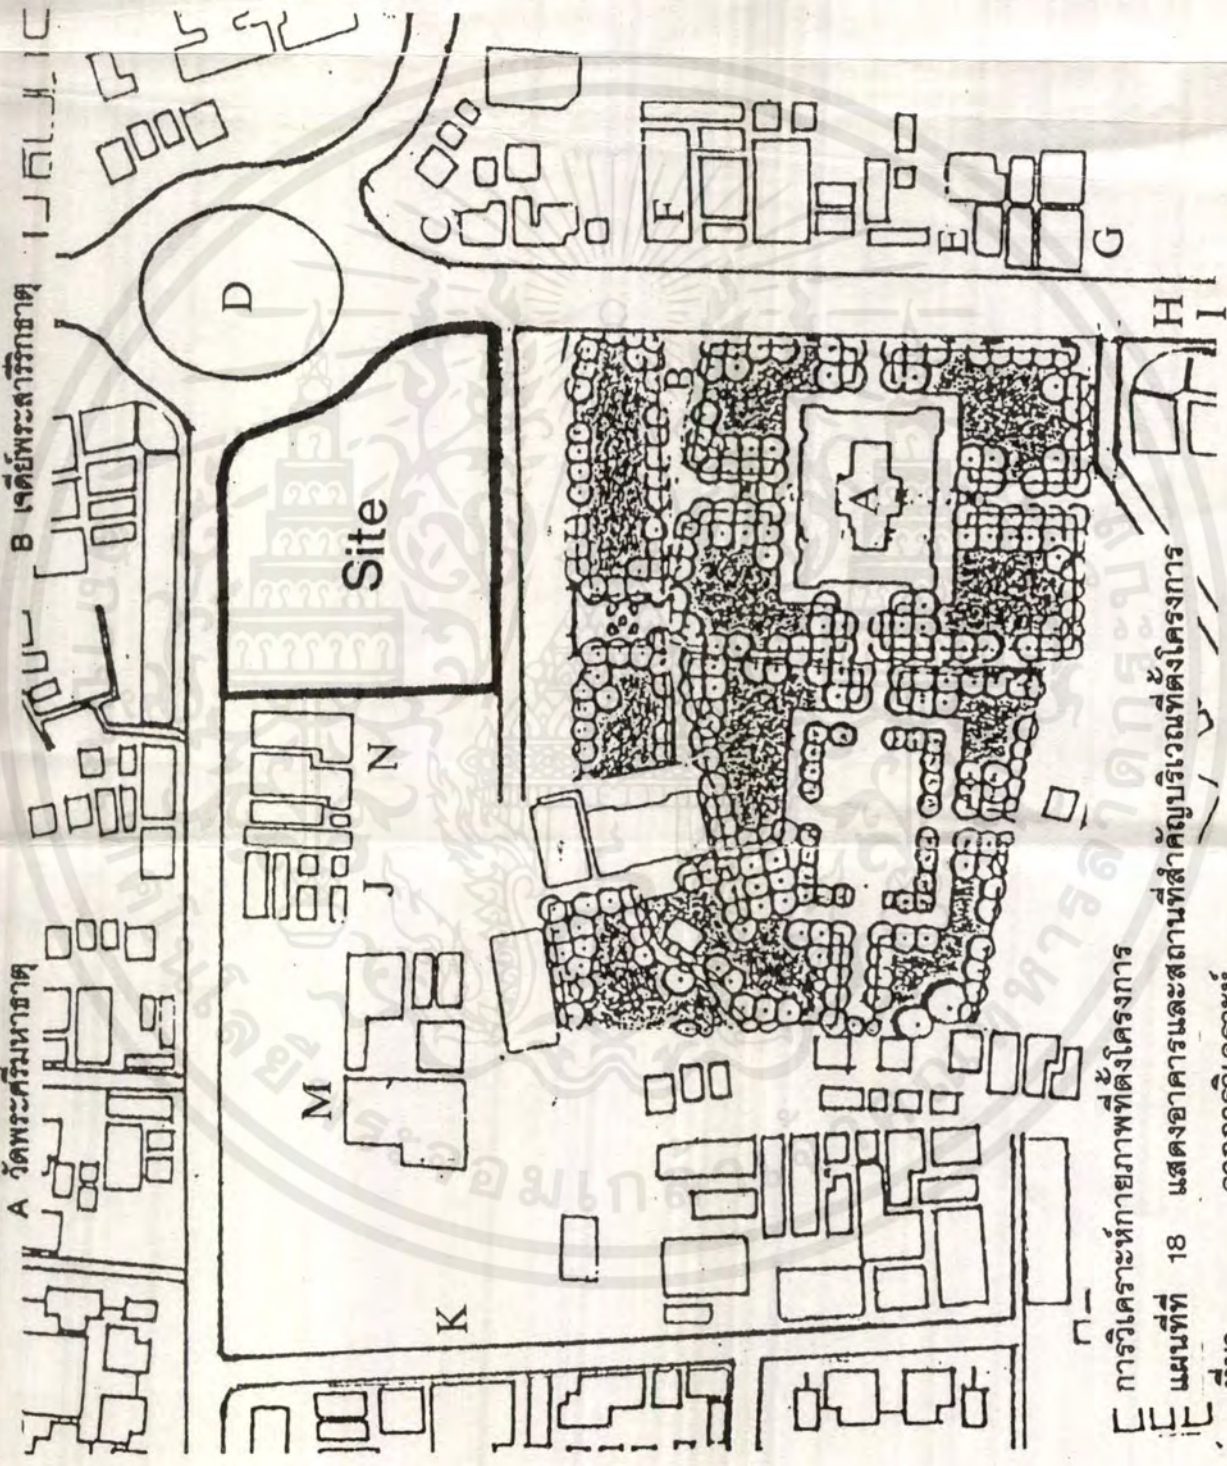 A วัดพระศรีมหาธาตุ B เจดีย์พระสารีริกธาตุ
D
M
Site
J N
C
K
F
B
A
E
G
H
I
การวิเคราะห์กายภาพที่ตั้งโครงการ
แผนที่ที่ 18 แสดงอาคารและสถานที่สำคัญบริเวณที่ตั้งโครงการ